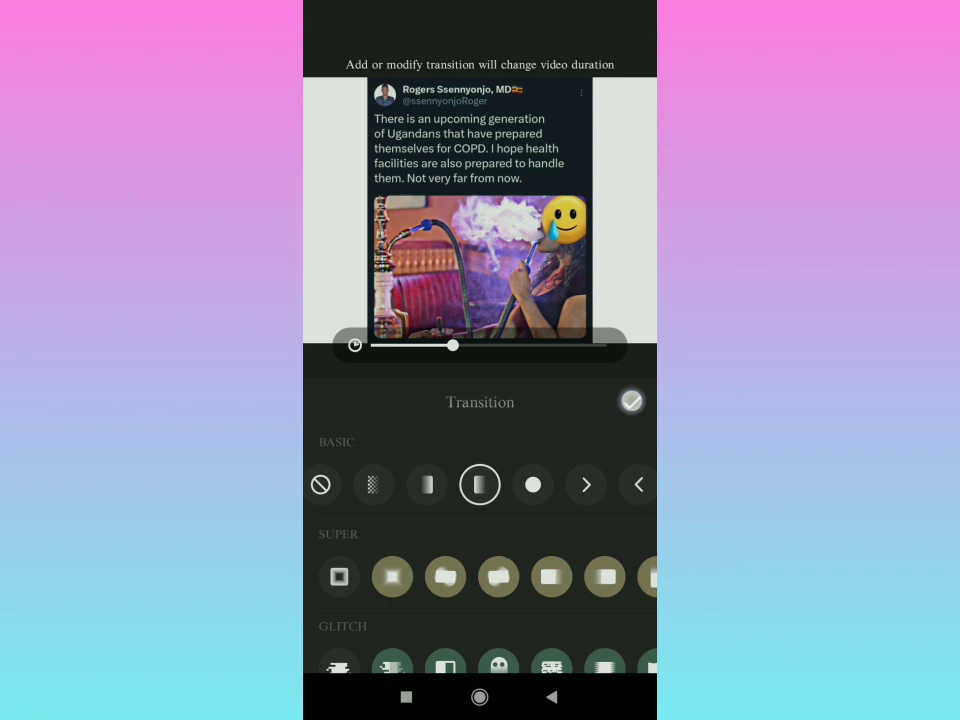 Add or modify transition will change video duration
Rogers Ssennyonjo, MD🇺🇬
@ssennyonjoRoger
There is an upcoming generation
of Ugandans that have prepared
themselves for COPD. I hope health
facilities are also prepared to handle
them. Not very far from now.
Transition
BASIC
SUPER
GLITCH